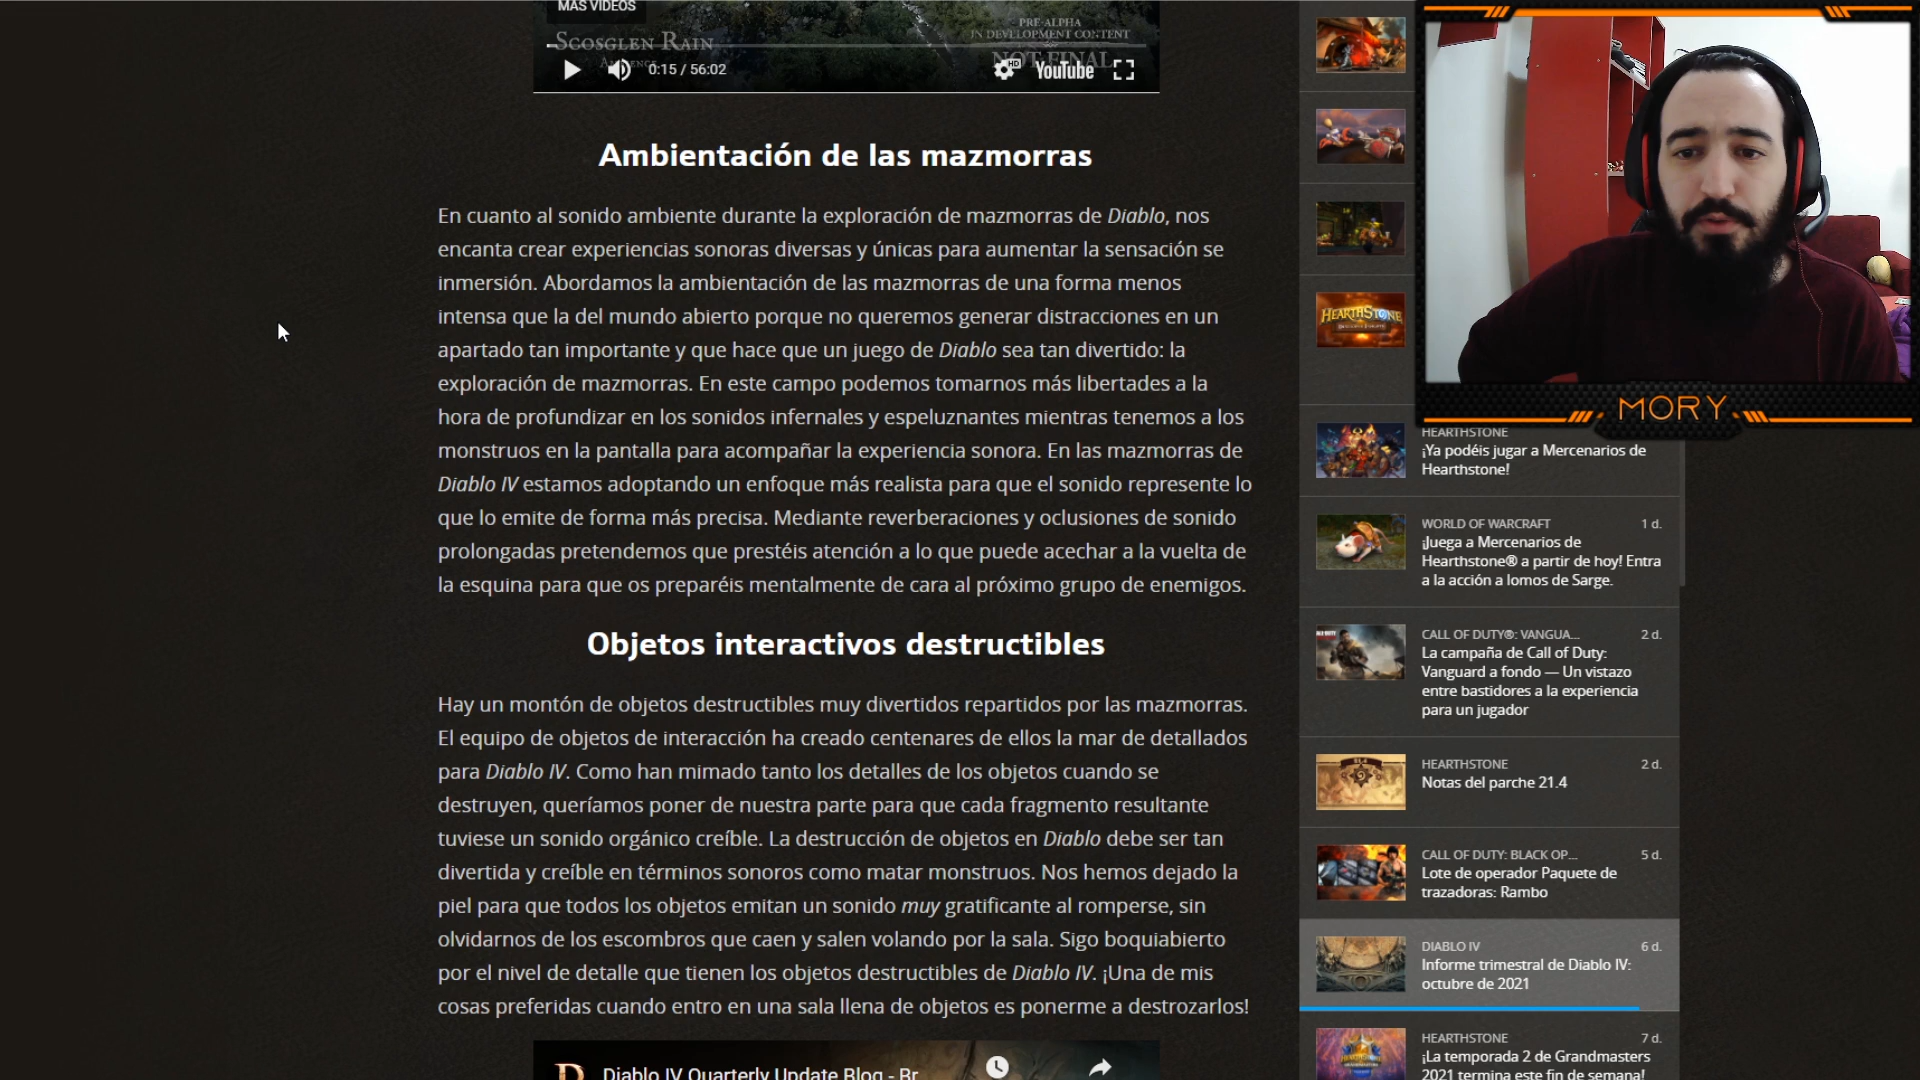 MÁS VÍDEOS
SCOSGLEN RAIN
PRE-ALPHA
IN DEVELOPMENT CONTENT
NOT FINAL
0:15 / 56:02
HD
YouTube
Ambientación de las mazmorras
En cuanto al sonido ambiente durante la exploración de mazmorras de Diablo, nos
encanta crear experiencias sonoras diversas y únicas para aumentar la sensación se
inmersión. Abordamos la ambientación de las mazmorras de una forma menos
intensa que la del mundo abierto porque no queremos generar distracciones en un
apartado tan importante y que hace que un juego de Diablo sea tan divertido: la
exploración de mazmorras. En este campo podemos tomarnos más libertades a la
hora de profundizar en los sonidos infernales y espeluznantes mientras tenemos a los
monstruos en la pantalla para acompañar la experiencia sonora. En las mazmorras de
Diablo IV estamos adoptando un enfoque más realista para que el sonido represente lo
que lo emite de forma más precisa. Mediante reverberaciones y oclusiones de sonido
prolongadas pretendemos que prestéis atención a lo que puede acechar a la vuelta de
la esquina para que os preparéis mentalmente de cara al próximo grupo de enemigos.
Objetos interactivos destructibles
Hay un montón de objetos destructibles muy divertidos repartidos por las mazmorras.
El equipo de objetos de interacción ha creado centenares de ellos la mar de detallados
para Diablo IV. Como han mimado tanto los detalles de los objetos cuando se
destruyen, queríamos poner de nuestra parte para que cada fragmento resultante
tuviese un sonido orgánico creíble. La destrucción de objetos en Diablo debe ser tan
divertida y creíble en términos sonoros como matar monstruos. Nos hemos dejado la
piel para que todos los objetos emitan un sonido muy gratificante al romperse, sin
olvidarnos de los escombros que caen y salen volando por la sala. Sigo boquiabierto
por el nivel de detalle que tienen los objetos destructibles de Diablo IV. ¡Una de mis
cosas preferidas cuando entro en una sala llena de objetos es ponerme a destrozarlos!
Diablo IV Quarterly Update Blog - Br
HEARTHSTONE
MORY
HEARTHSTONE
¡Ya podéis jugar a Mercenarios de
Hearthstone!
WORLD OF WARCRAFT 1 d.
¡Juega a Mercenarios de
Hearthstone® a partir de hoy! Entra
a la acción a lomos de Sarge.
CALL OF DUTY®: VANGUA... 2 d.
La campaña de Call of Duty:
Vanguard a fondo — Un vistazo
entre bastidores a la experiencia
para un jugador
HEARTHSTONE 2 d.
Notas del parche 21.4
CALL OF DUTY: BLACK OP... 5 d.
Lote de operador Paquete de
trazadoras: Rambo
DIABLO IV 6 d.
Informe trimestral de Diablo IV:
octubre de 2021
HEARTHSTONE 7 d.
¡La temporada 2 de Grandmasters
2021 termina este fin de semana!